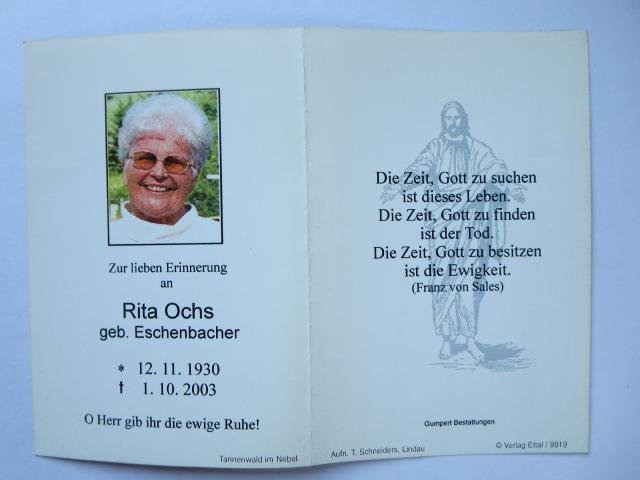 Zur lieben Erinnerung
an
Rita Ochs
geb. Eschenbacher
* 12. 11. 1930
† 1. 10. 2003
O Herr gib ihr die ewige Ruhe!
Tannenwald im Nebel
Die Zeit, Gott zu suchen
ist dieses Leben.
Die Zeit, Gott zu finden
ist der Tod.
Die Zeit, Gott zu besitzen
ist die Ewigkeit.
(Franz von Sales)
Gumpert Bestattungen
Aufn. T. Schneiders, Lindau
© Verlag Ettal / 9819